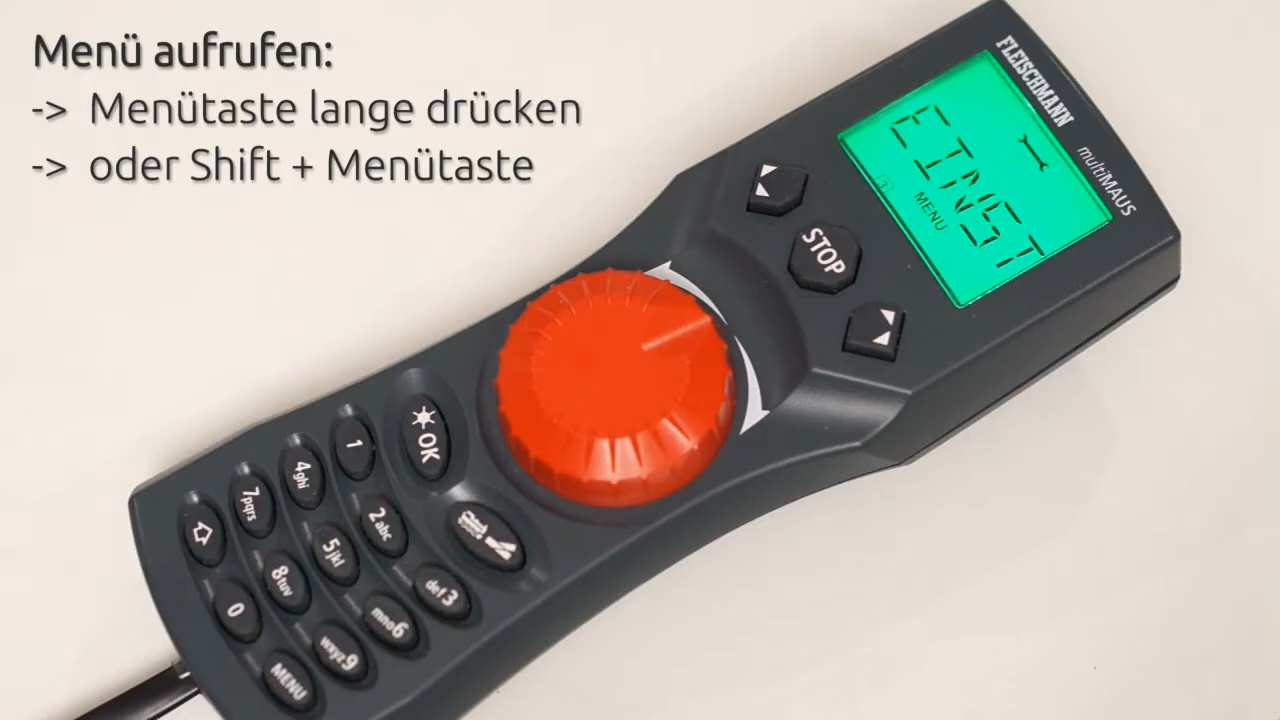 Menü aufrufen:
-> Menütaste lange drücken
-> oder Shift + Menütaste
FLEISCHMANN
multiMAUS
EINST
1
MENU
STOP
OK
1
4ghi
7pqrs
2abc
5jkl
8tuv
0
def3
mno6
wxyz9
MENU